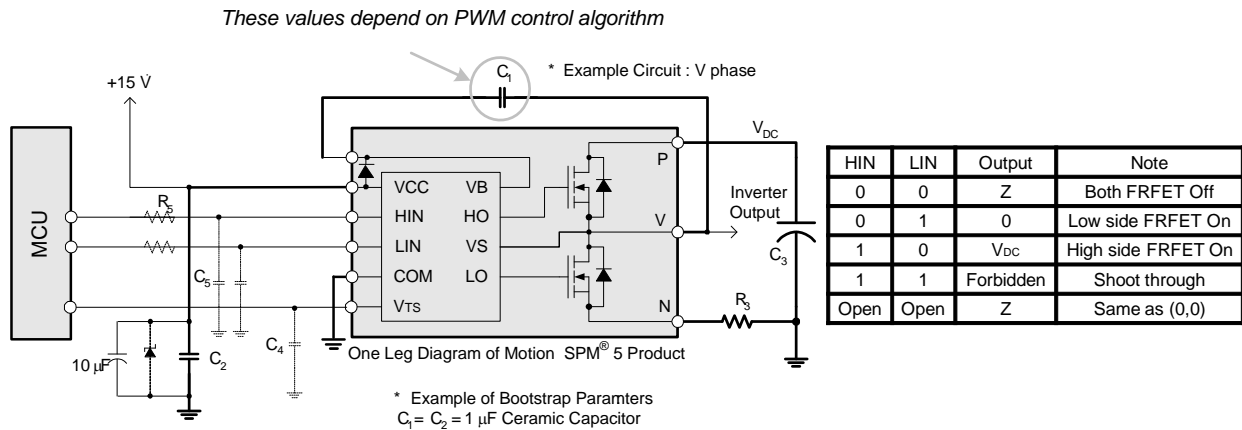 These values depend on PWM control algorithm
C1
* Example Circuit : V phase
+15 V
VDC
P
R5
VCC VB
HIN HO
LIN VS
COM LO
VTS
MCU
V
Inverter
Output
C5
C3
N
R3
C4
10 μF
C2
One Leg Diagram of Motion SPM® 5 Product
* Example of Bootstrap Paramters
C1= C2 = 1 μF Ceramic Capacitor
HIN LIN Output Note
0 0 Z Both FRFET Off
0 1 0 Low side FRFET On
1 0 VDC High side FRFET On
1 1 Forbidden Shoot through
Open Open Z Same as (0,0)